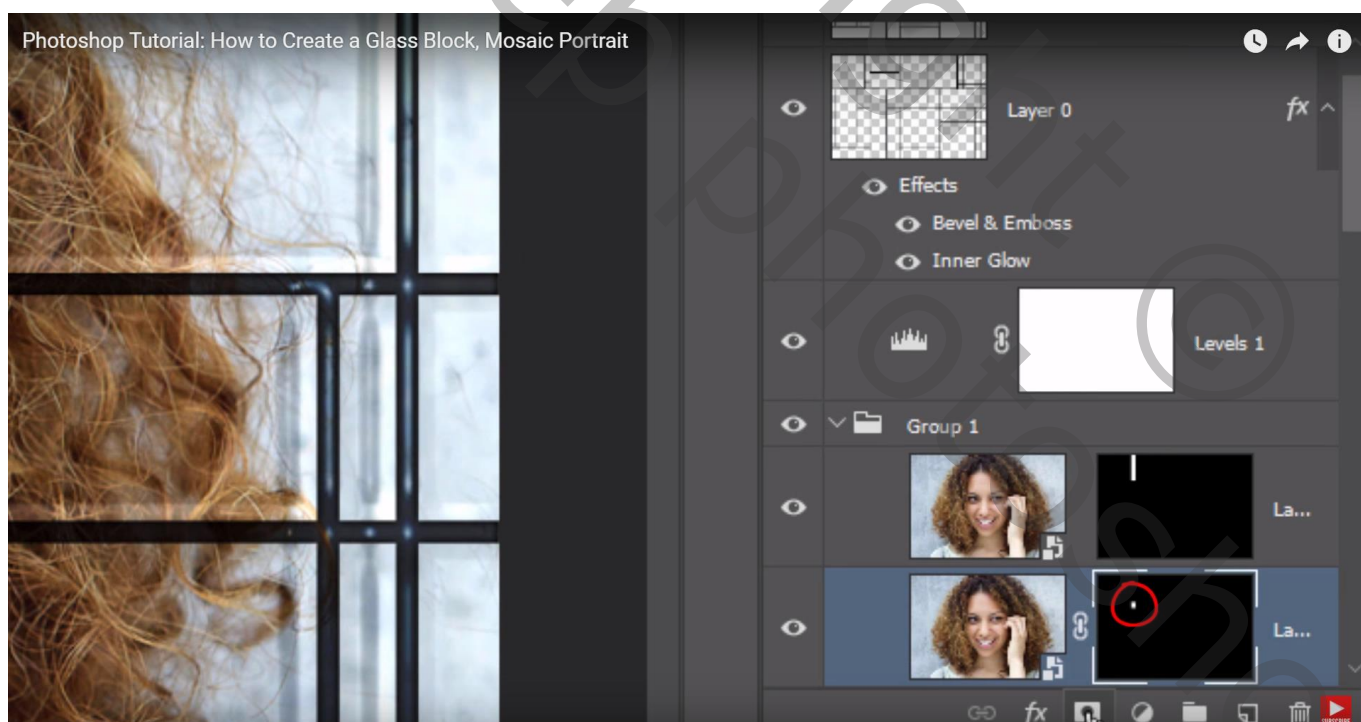 Photoshop Tutorial: How to Create a Glass Block, Mosaic Portrait
Layer 0
fx
Effects
Bevel & Emboss
Inner Glow
Levels 1
Group 1
La...
La...
fx